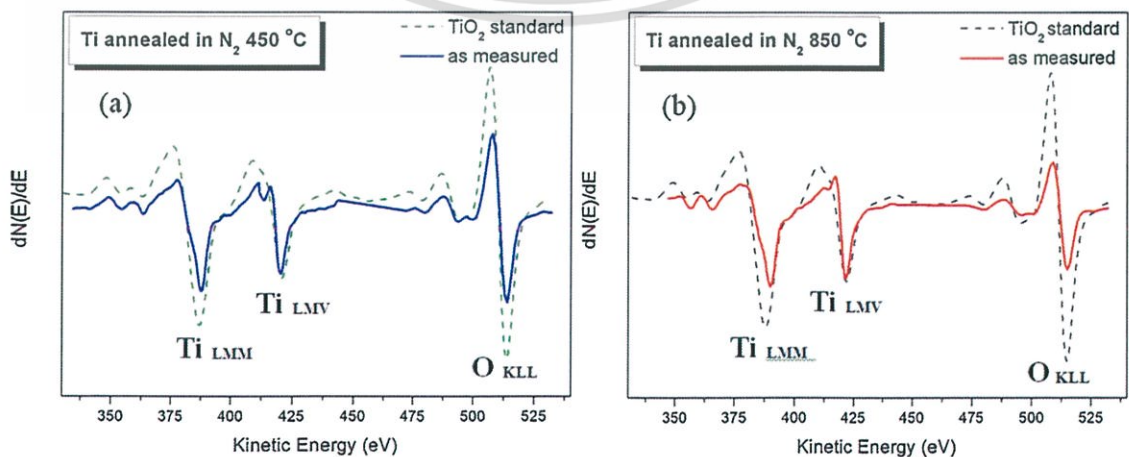 Ti annealed in N2 450 °C
TiO2 standard
as measured
(a)
dN(E)/dE
Ti LMM
Ti LMV
O KLL
350 375 400 425 450 475 500 525
Kinetic Energy (eV)
Ti annealed in N2 850 °C
TiO2 standard
as measured
(b)
dN(E)/dE
Ti LMM
Ti LMV
O KLL
350 375 400 425 450 475 500 525
Kinetic Energy (eV)